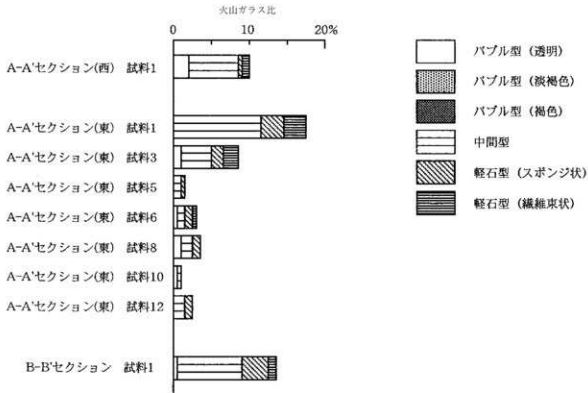 火山ガラス比
0 10 20%
A-A'セクション(西) 試料1
A-A'セクション(東) 試料1
A-A'セクション(東) 試料3
A-A'セクション(東) 試料5
A-A'セクション(東) 試料6
A-A'セクション(東) 試料8
A-A'セクション(東) 試料10
A-A'セクション(東) 試料12
B-B'セクション 試料1
バブル型 (透明)
バブル型 (淡褐色)
バブル型 (褐色)
中間型
軽石型 (スポンジ状)
軽石型 (繊維束状)